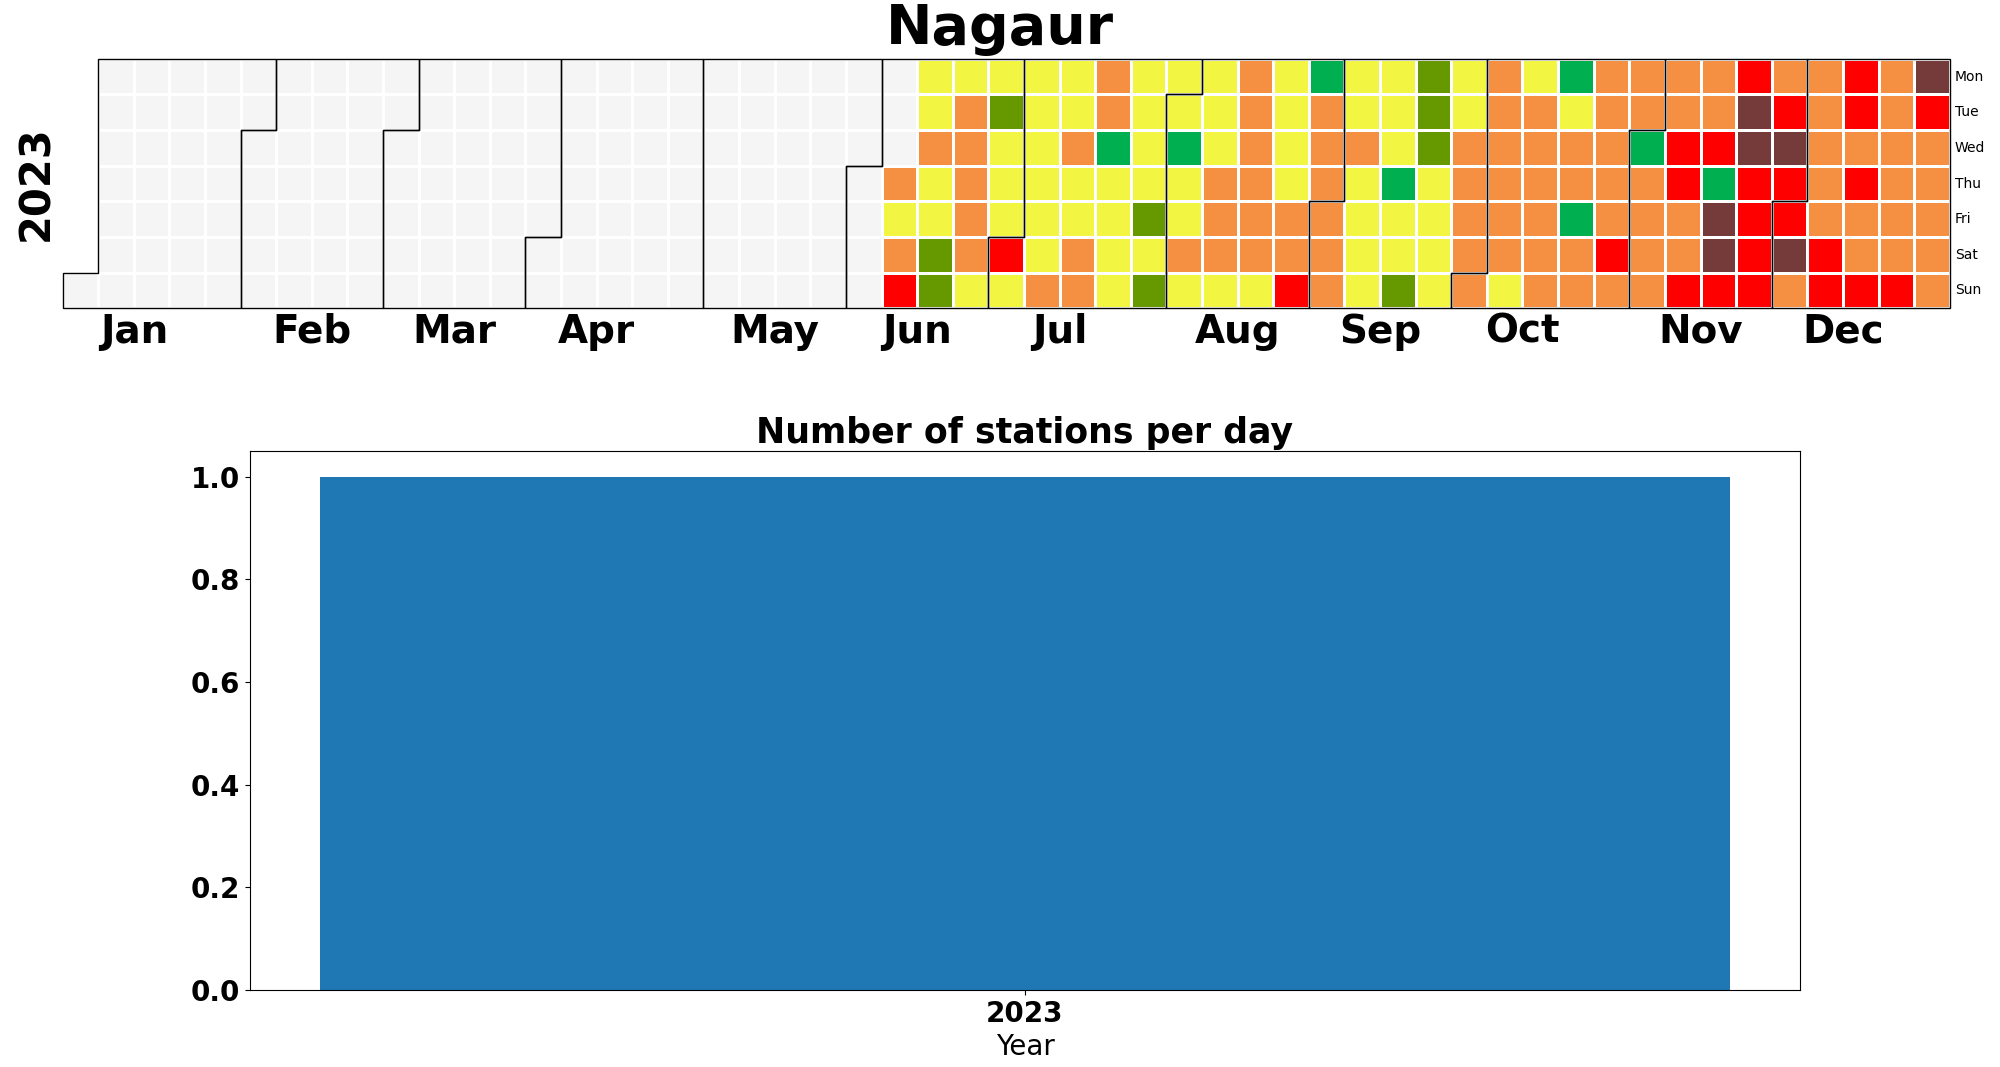 Nagaur
2023
Mon
Tue
Wed
Thu
Fri
Sat
Sun
Jan Feb Mar Apr May Jun Jul Aug Sep Oct Nov Dec
Number of stations per day
1.0
0.8
0.6
0.4
0.2
0.0
2023
Year